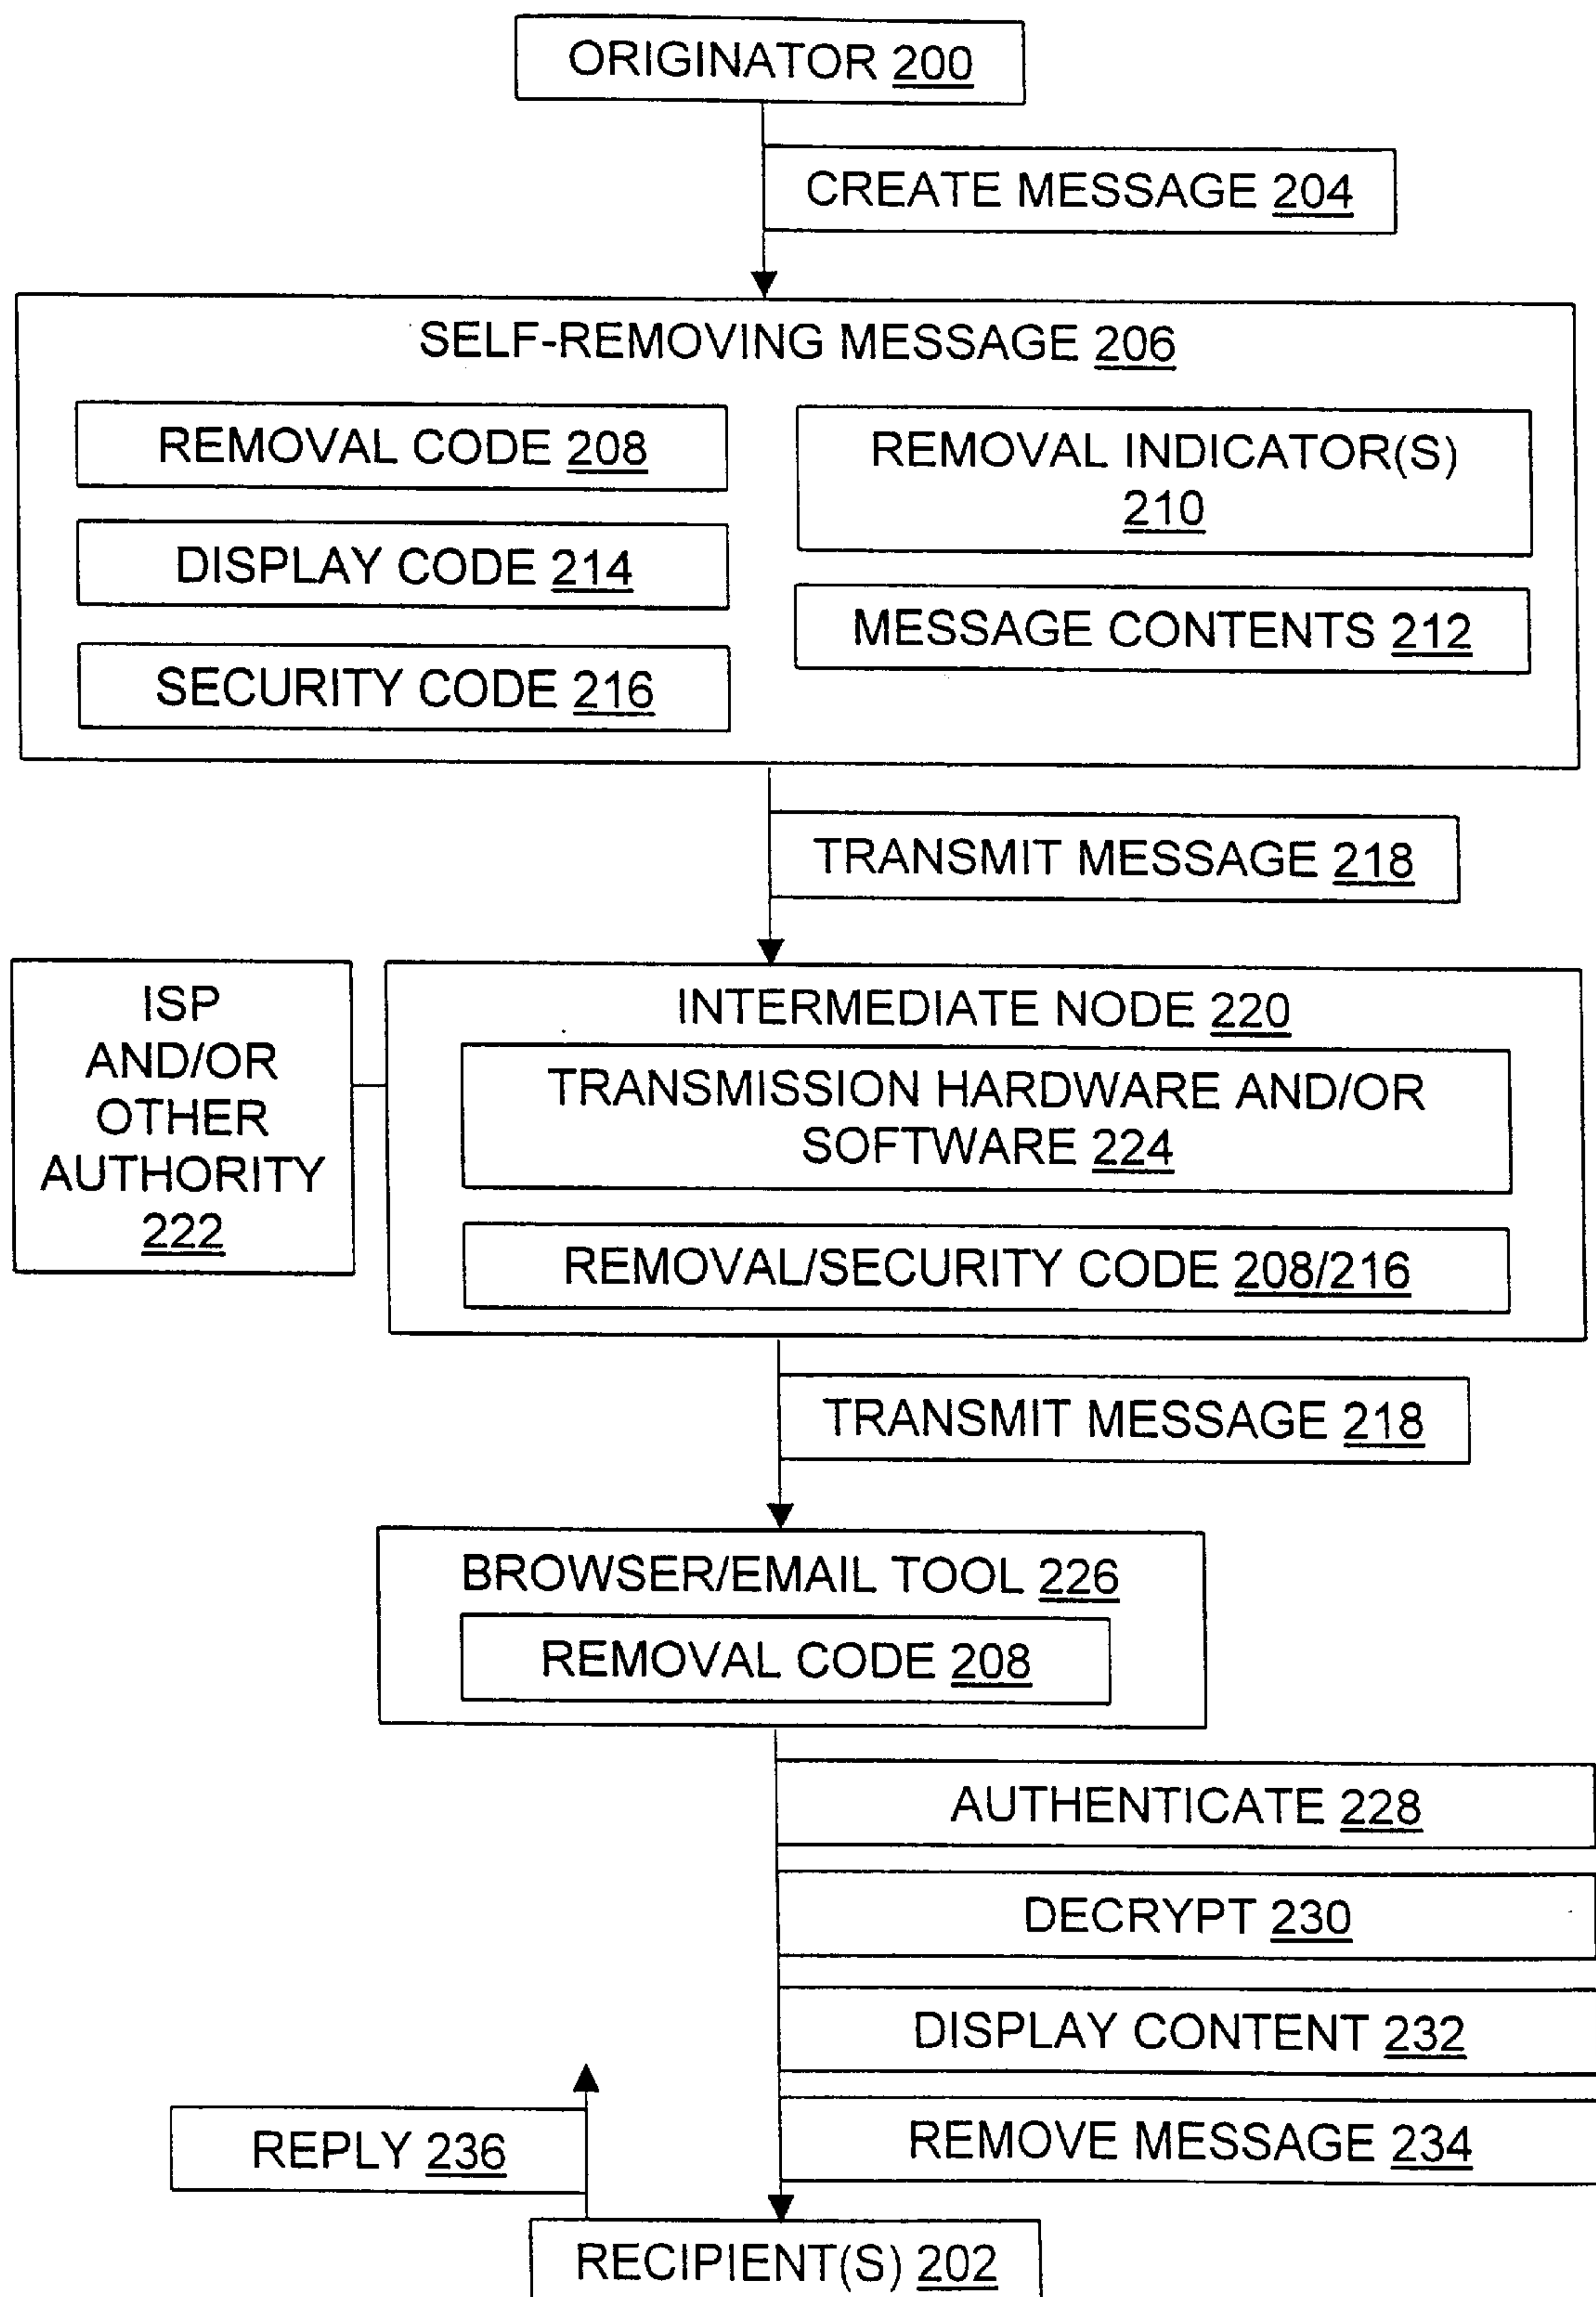 ORIGINATOR 200
CREATE MESSAGE 204
SELF-REMOVING MESSAGE 206
REMOVAL CODE 208
REMOVAL INDICATOR(S)
210
DISPLAY CODE 214
MESSAGE CONTENTS 212
SECURITY CODE 216
TRANSMIT MESSAGE 218
ISP
AND/OR
OTHER
AUTHORITY
222
INTERMEDIATE NODE 220
TRANSMISSION HARDWARE AND/OR
SOFTWARE 224
REMOVAL/SECURITY CODE 208/216
TRANSMIT MESSAGE 218
BROWSER/EMAIL TOOL 226
REMOVAL CODE 208
AUTHENTICATE 228
DECRYPT 230
DISPLAY CONTENT 232
REMOVE MESSAGE 234
REPLY 236
RECIPIENT(S) 202